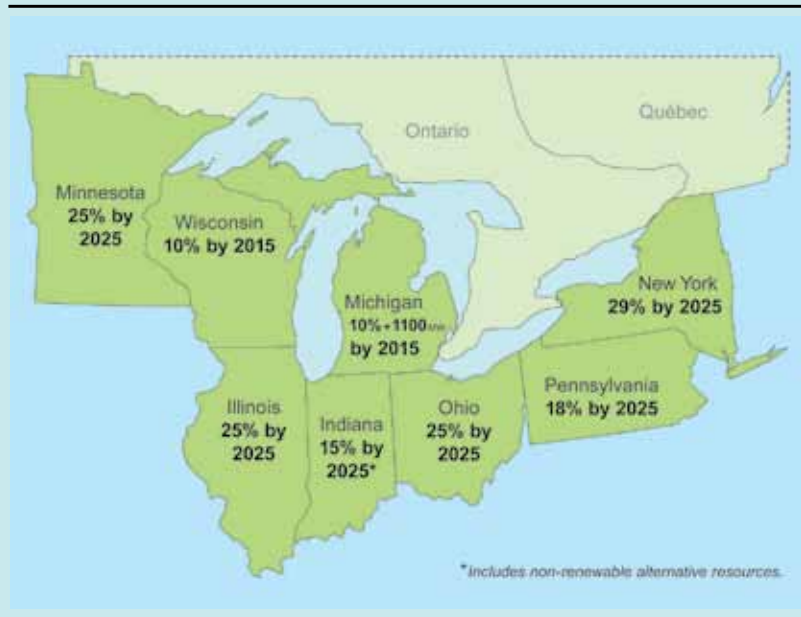 Ontario
Québec
Minnesota
25% by
2025
Wisconsin
10% by 2015
Michigan
10% + 1100 MW
by 2015
New York
29% by 2025
Pennsylvania
18% by 2025
Illinois
25% by
2025
Indiana
15% by
2025*
Ohio
25% by
2025
*Includes non-renewable alternative resources.